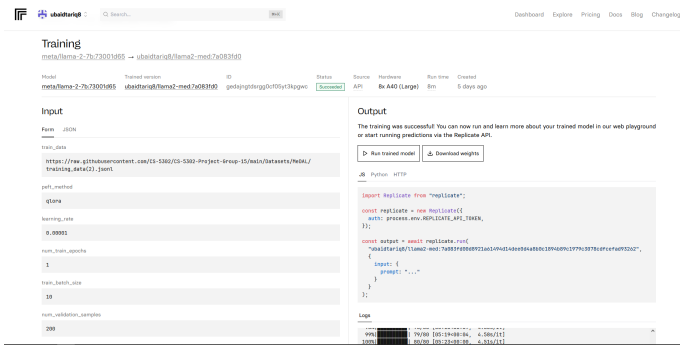 ubaidtariq8
Search...
Dashboard Explore Pricing Docs Blog Changelog
Training
meta/llama-2-7b:73001d65 → ubaidtariq8/llama2-med:7a083fd0
Model Trained version ID Status Source Hardware Run time Created
meta/llama-2-7b:73001d65 ubaidtariq8/llama2-med:7a083fd0 Succeeded API 8x A40 (Large) 8m 5 days ago
Input
Form JSON
train_data
https://raw.githubusercontent.com/CS-5302/CS-5302-Project-Group-15/main/Datasets/MeDAL/
training_data(2).jsonl
peft_method
qlora
learning_rate
0.00001
num_train_epochs
1
train_batch_size
10
num_validation_samples
200
Output
The training was successful! You can now run and learn more about your trained model in our web playground
or start running predictions via the Replicate API.
Run trained model Download weights
JS Python HTTP
import Replicate from "replicate";
const replicate = new Replicate({
auth: process.env.REPLICATE_API_TOKEN,
});
const output = await replicate.run(
{
input: {
prompt: "..."
}
}
);
Logs
99%| 79/80 [05:19<00:04, 4.58s/it]
100%| 80/80 [05:23<00:00, 4.51s/it]